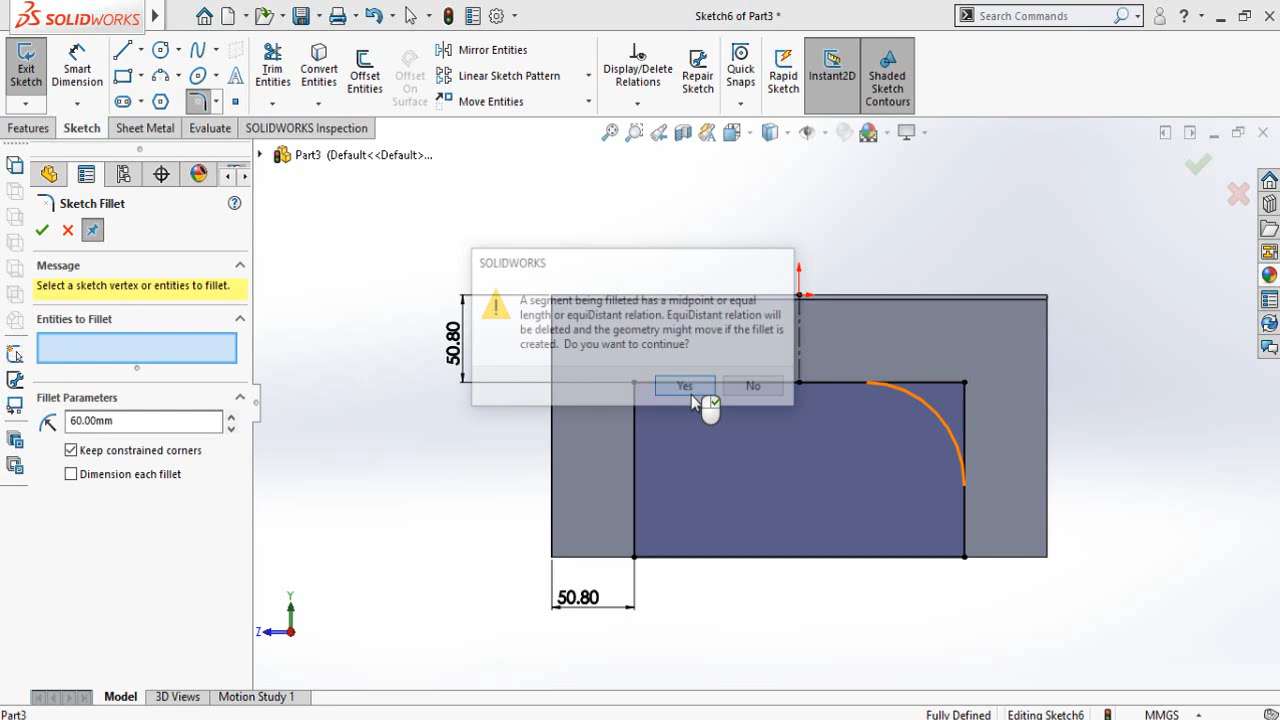 SOLIDWORKS
Sketch6 of Part3 *
Search Commands
?
Exit
Sketch
Smart
Dimension
Trim
Entities
Convert
Entities
Offset
Entities
Offset
On
Surface
Mirror Entities
Linear Sketch Pattern
Move Entities
Display/Delete
Relations
Repair
Sketch
Quick
Snaps
Rapid
Sketch
Instant2D
Shaded
Sketch
Contours
Features
Sketch
Sheet Metal
Evaluate
SOLIDWORKS Inspection
Part3 (Default<<Default>...
Sketch Fillet
?
Message
Select a sketch vertex or entities to fillet.
Entities to Fillet
Fillet Parameters
60.00mm
Keep constrained corners
Dimension each fillet
SOLIDWORKS
A segment being filleted has a midpoint or equal
length or equiDistant relation. EquiDistant relation will
be deleted and the geometry might move if the fillet is
created. Do you want to continue?
Yes
No
50.80
50.80
Y
Z
Model
3D Views
Motion Study 1
Part3
Fully Defined
Editing Sketch6
MMGS